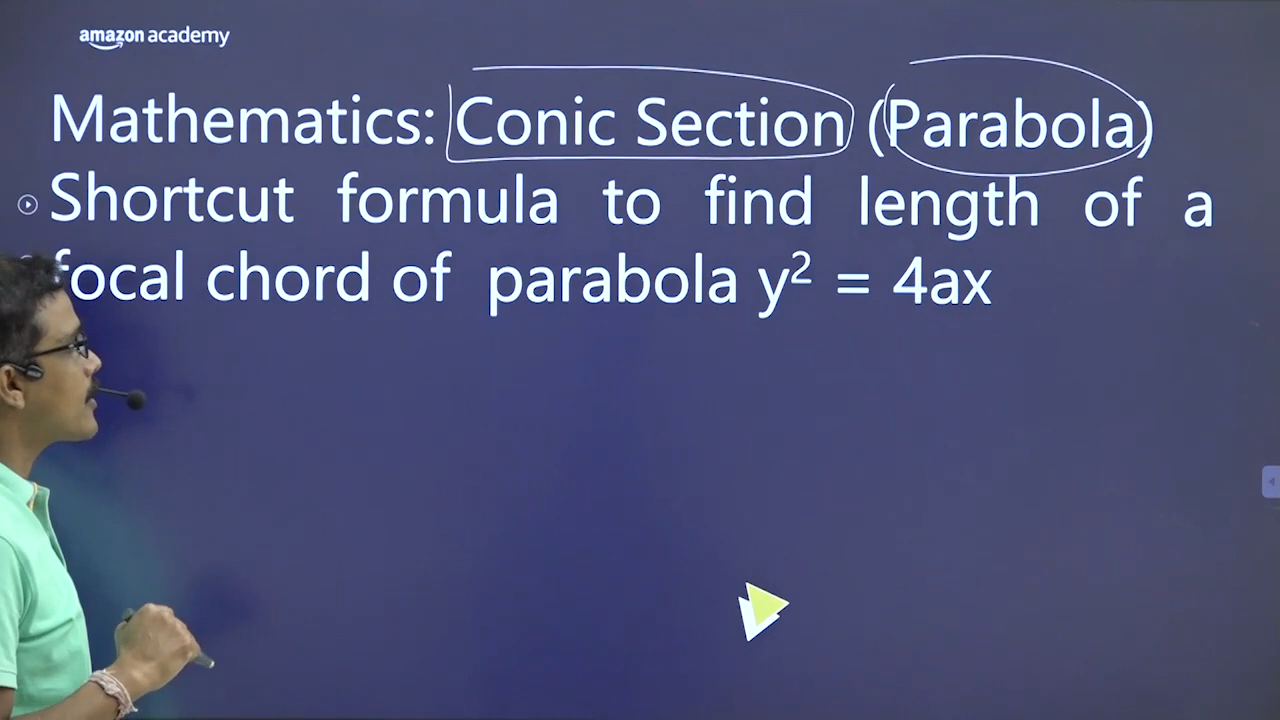 amazon academy
Mathematics: Conic Section (Parabola)
Shortcut formula to find length of a
focal chord of parabola y² = 4ax